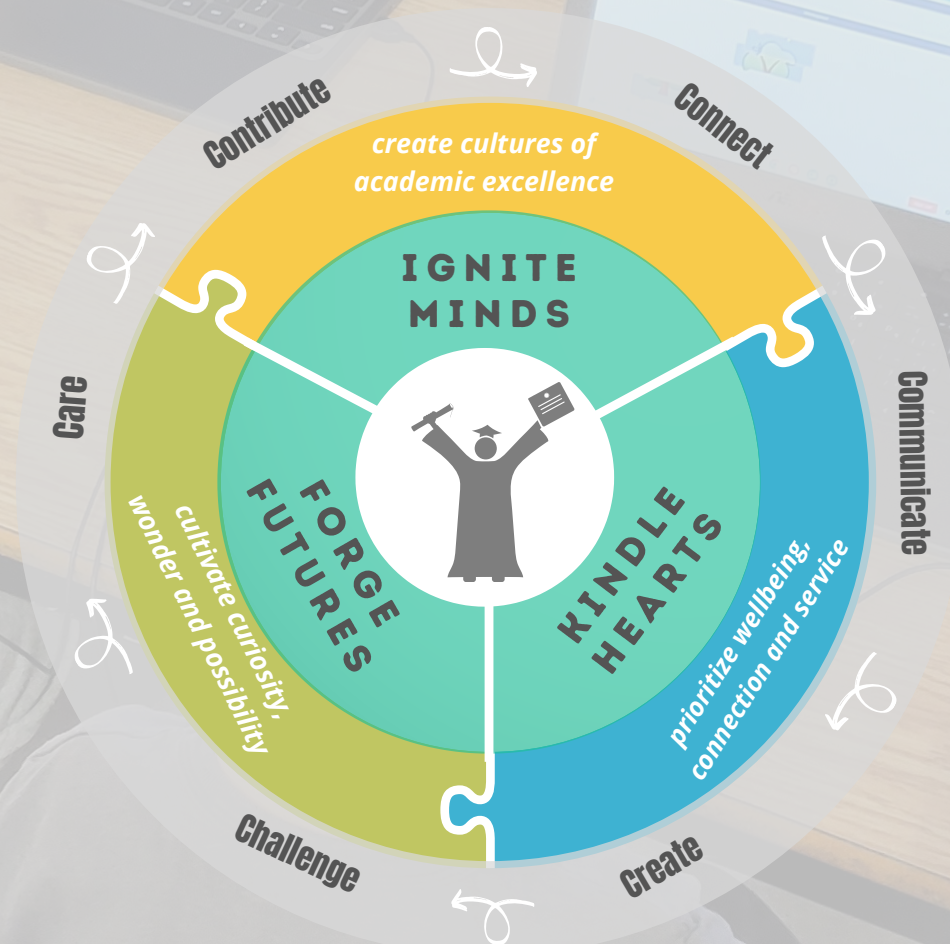 Contribute
Connect
create cultures of
academic excellence
IGNITE
MINDS
Care
Communicate
FORGE
FUTURES
KINDLE
HEARTS
cultivate curiosity,
wonder and possibility
prioritize wellbeing,
connection and service
Challenge
Create